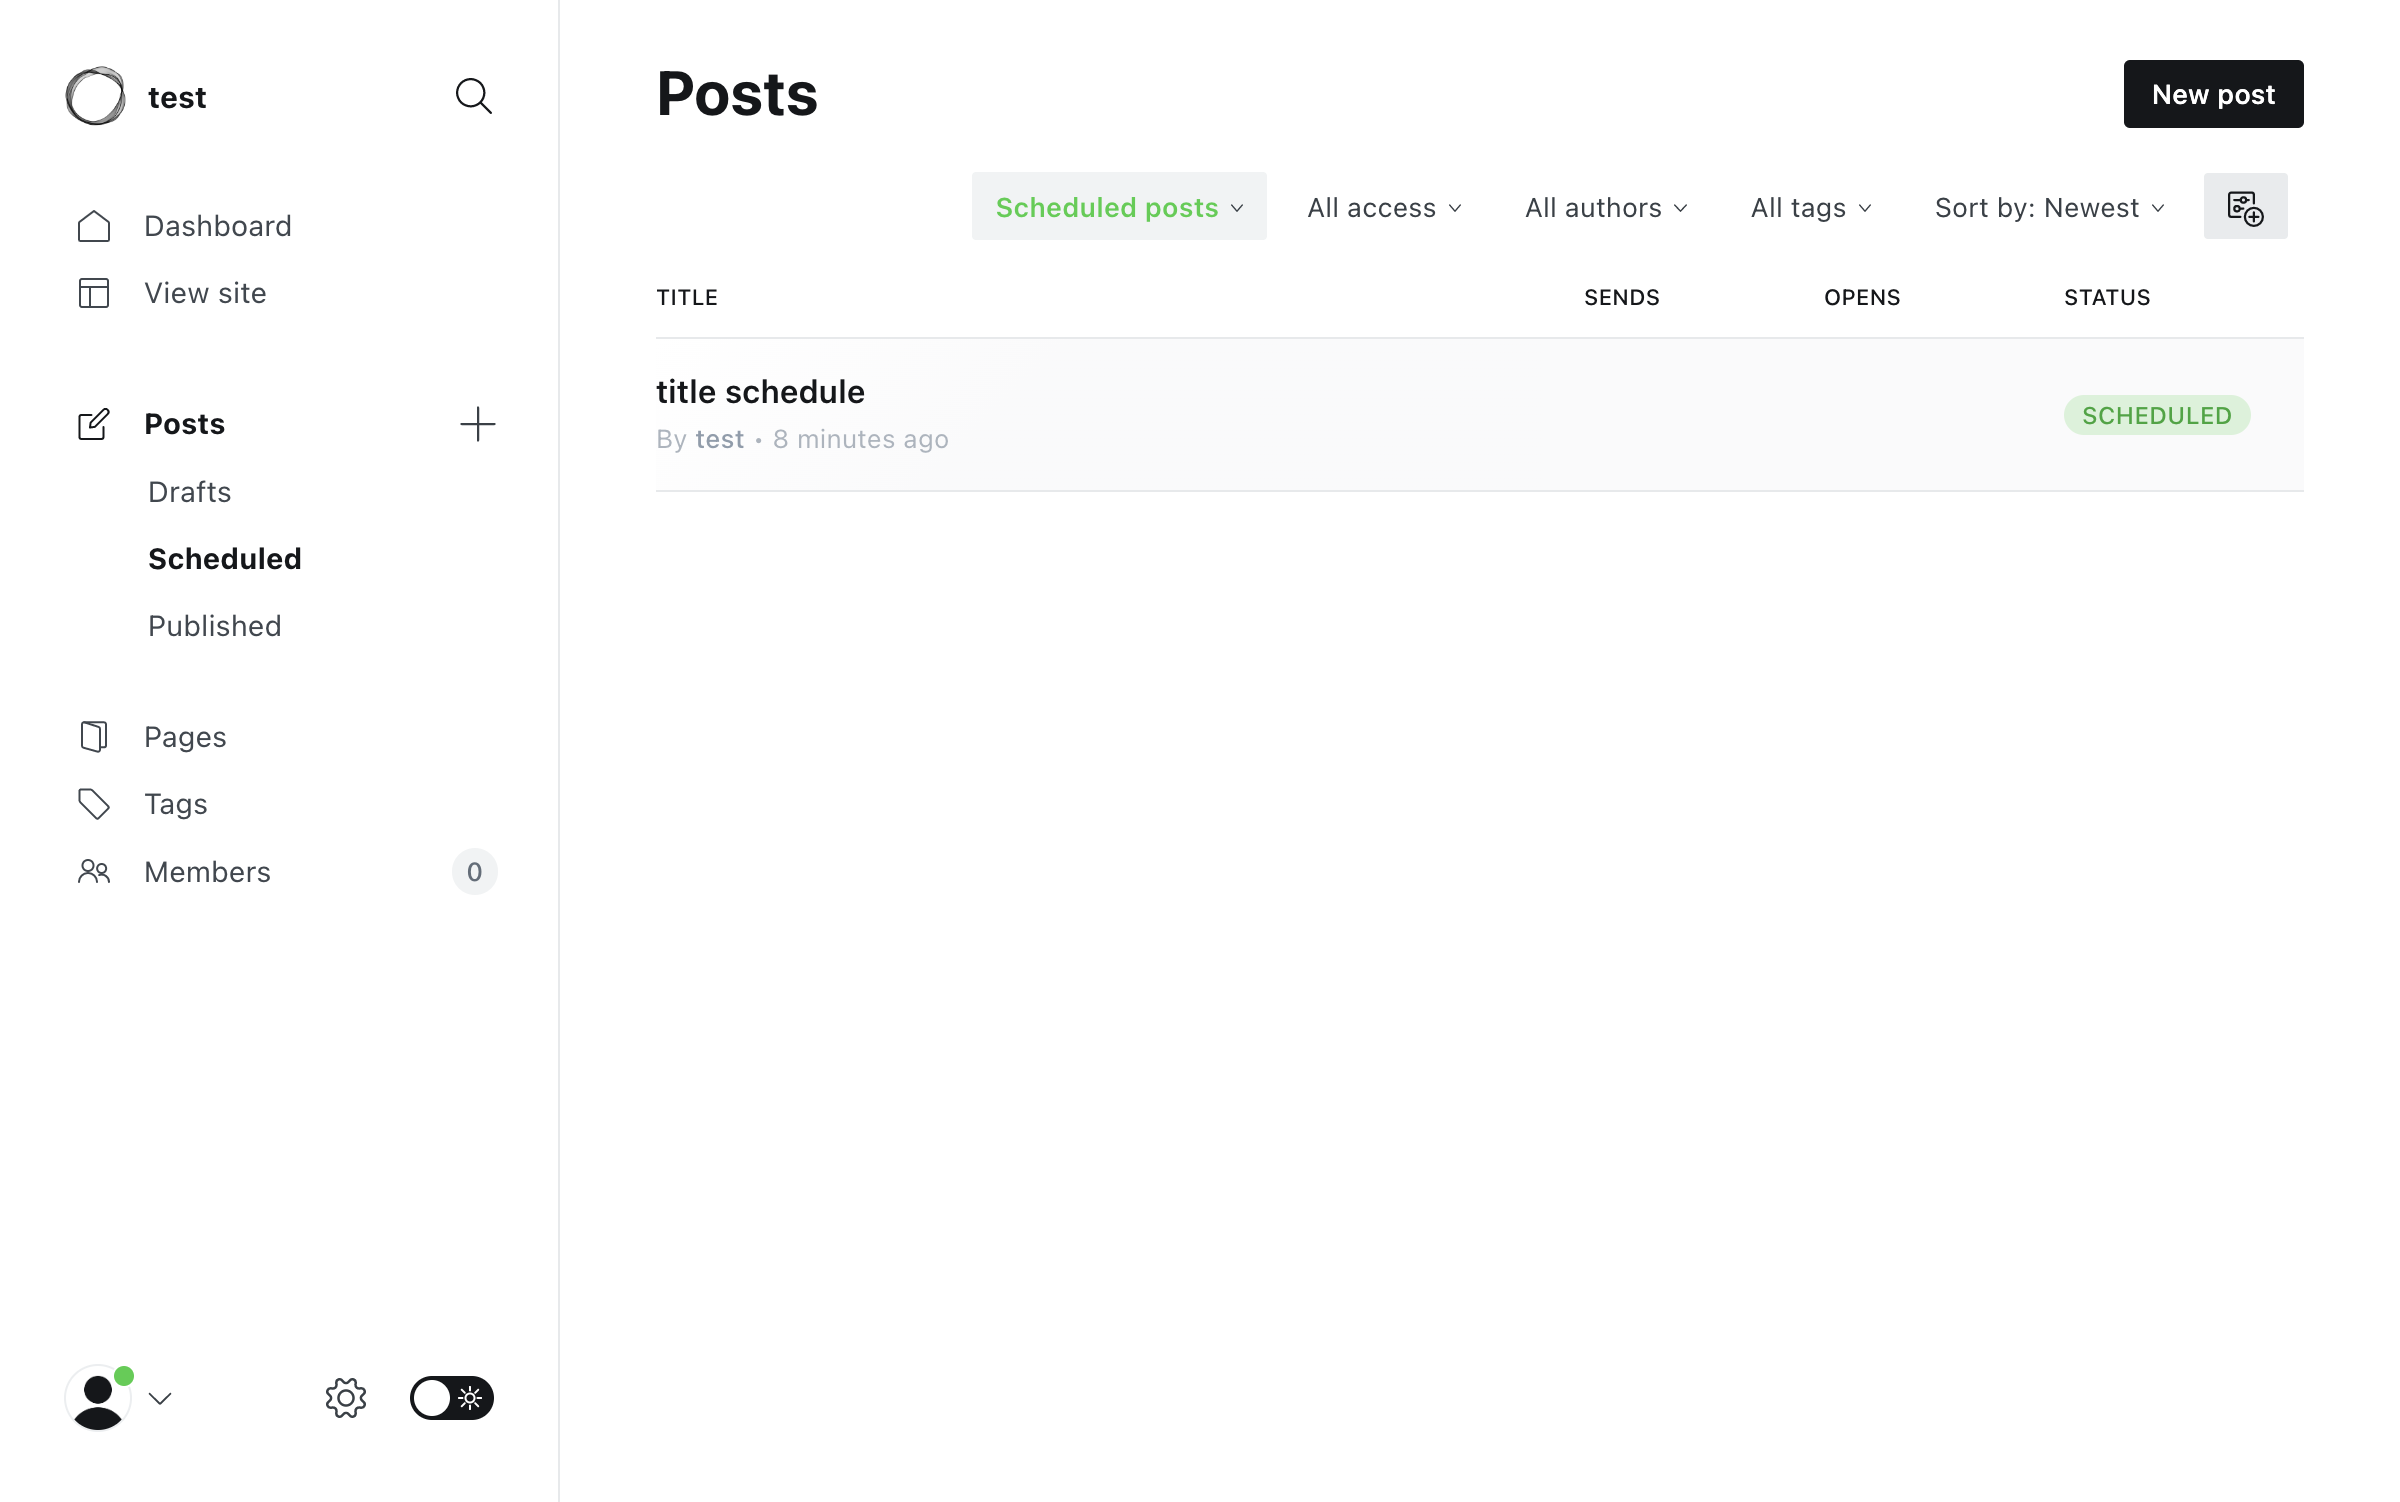 test
Dashboard
View site
Posts
Drafts
Scheduled
Published
Pages
Tags
Members 0
Posts
New post
Scheduled posts All access All authors All tags Sort by: Newest
TITLE SENDS OPENS STATUS
title schedule
By test • 8 minutes ago
SCHEDULED